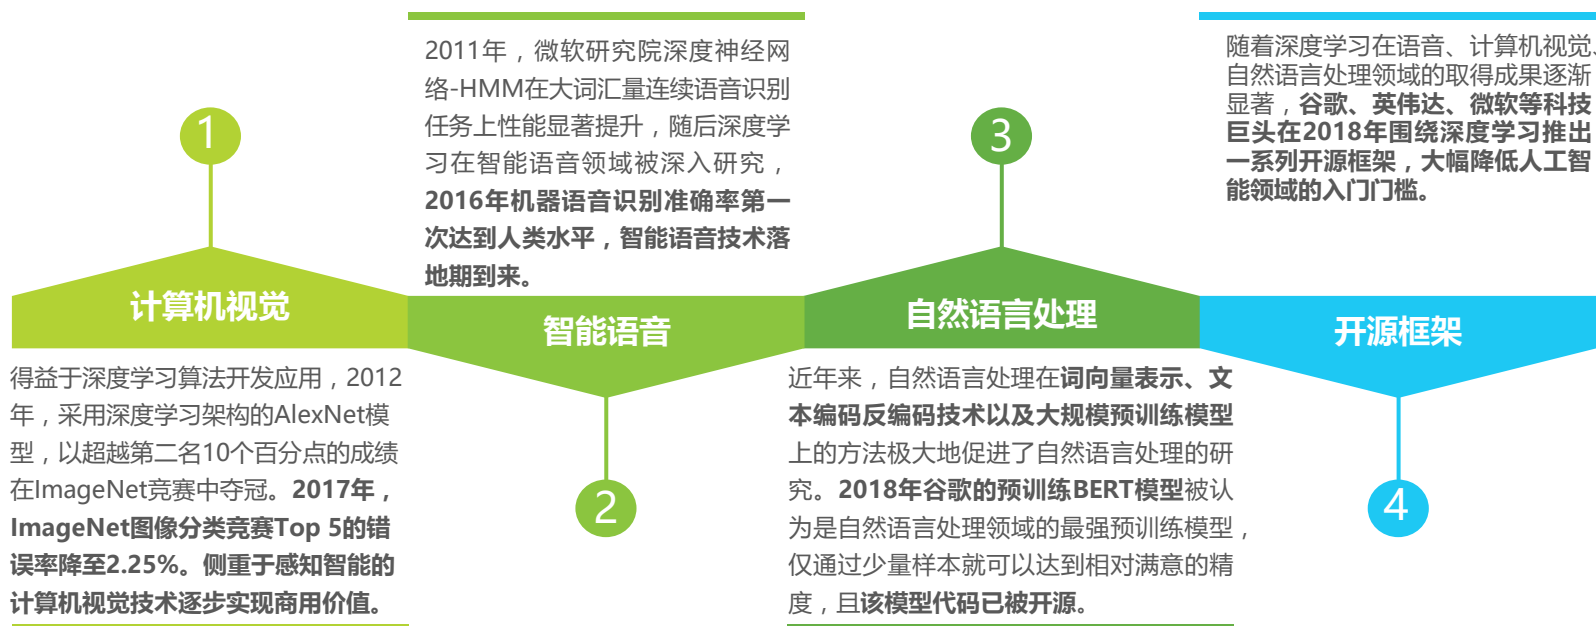 1
计算机视觉
得益于深度学习算法开发应用，2012
年，采用深度学习架构的AlexNet模
型，以超越第二名10个百分点的成绩
在ImageNet竞赛中夺冠。2017年，
ImageNet图像分类竞赛Top 5的错
误率降至2.25%。侧重于感知智能的
计算机视觉技术逐步实现商用价值。
2011年，微软研究院深度神经网
络-HMM在大词汇量连续语音识别
任务上性能显著提升，随后深度学
习在智能语音领域被深入研究，
2016年机器语音识别准确率第一
次达到人类水平，智能语音技术落
地期到来。
智能语音
2
3
自然语言处理
近年来，自然语言处理在词向量表示、文
本编码反编码技术以及大规模预训练模型
上的方法极大地促进了自然语言处理的研
究。2018年谷歌的预训练BERT模型被认
为是自然语言处理领域的最强预训练模型，
仅通过少量样本就可以达到相对满意的精
度，且该模型代码已被开源。
随着深度学习在语音、计算机视觉、
自然语言处理领域的取得成果逐渐
显著，谷歌、英伟达、微软等科技
巨头在2018年围绕深度学习推出
一系列开源框架，大幅降低人工智
能领域的入门门槛。
开源框架
4